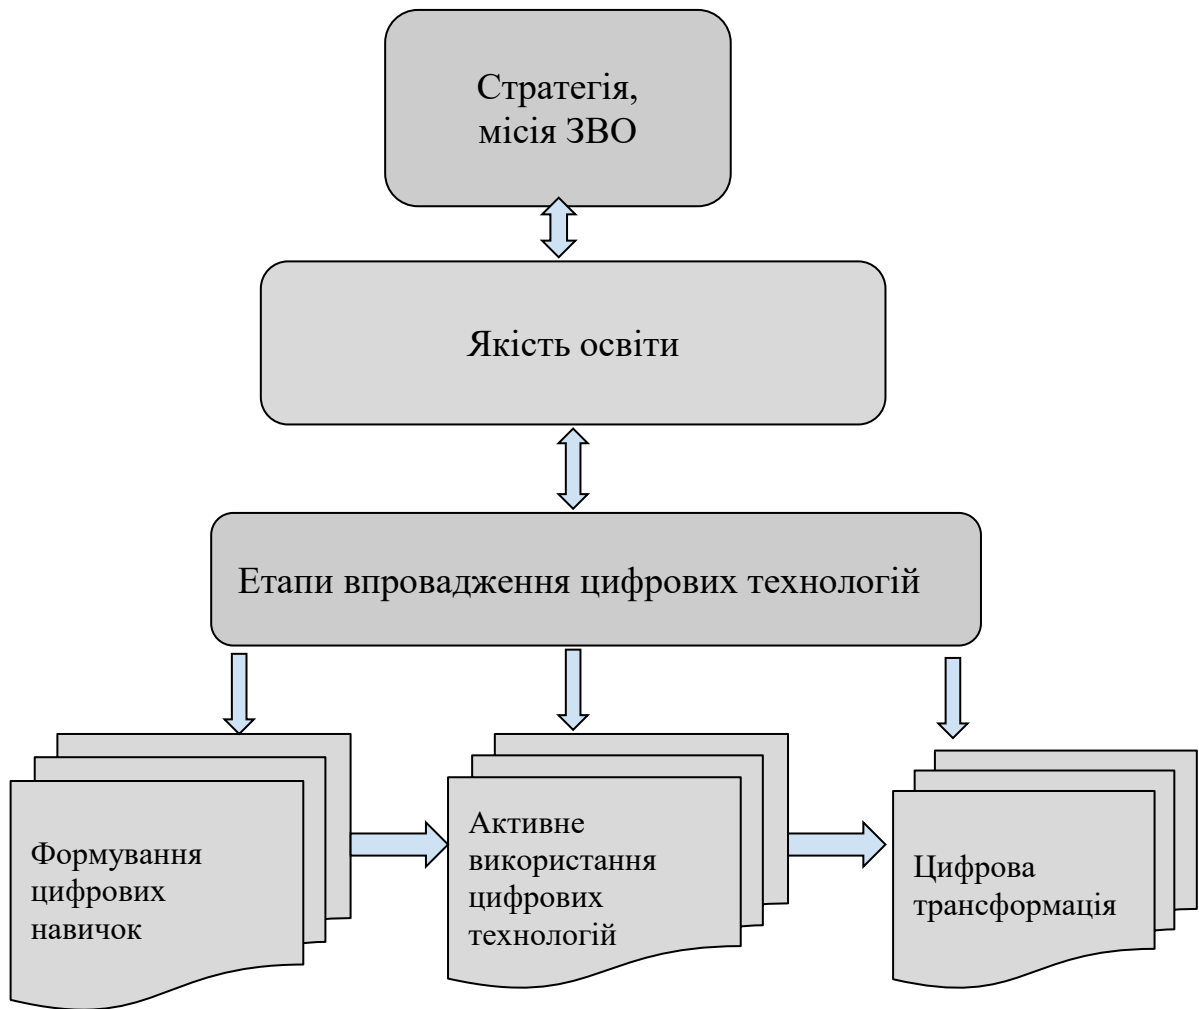 Стратегія,
місія ЗВО
Якість освіти
Етапи впровадження цифрових технологій
Формування
цифрових
навичок
Активне
використання
цифрових
технологій
Цифрова
трансформація